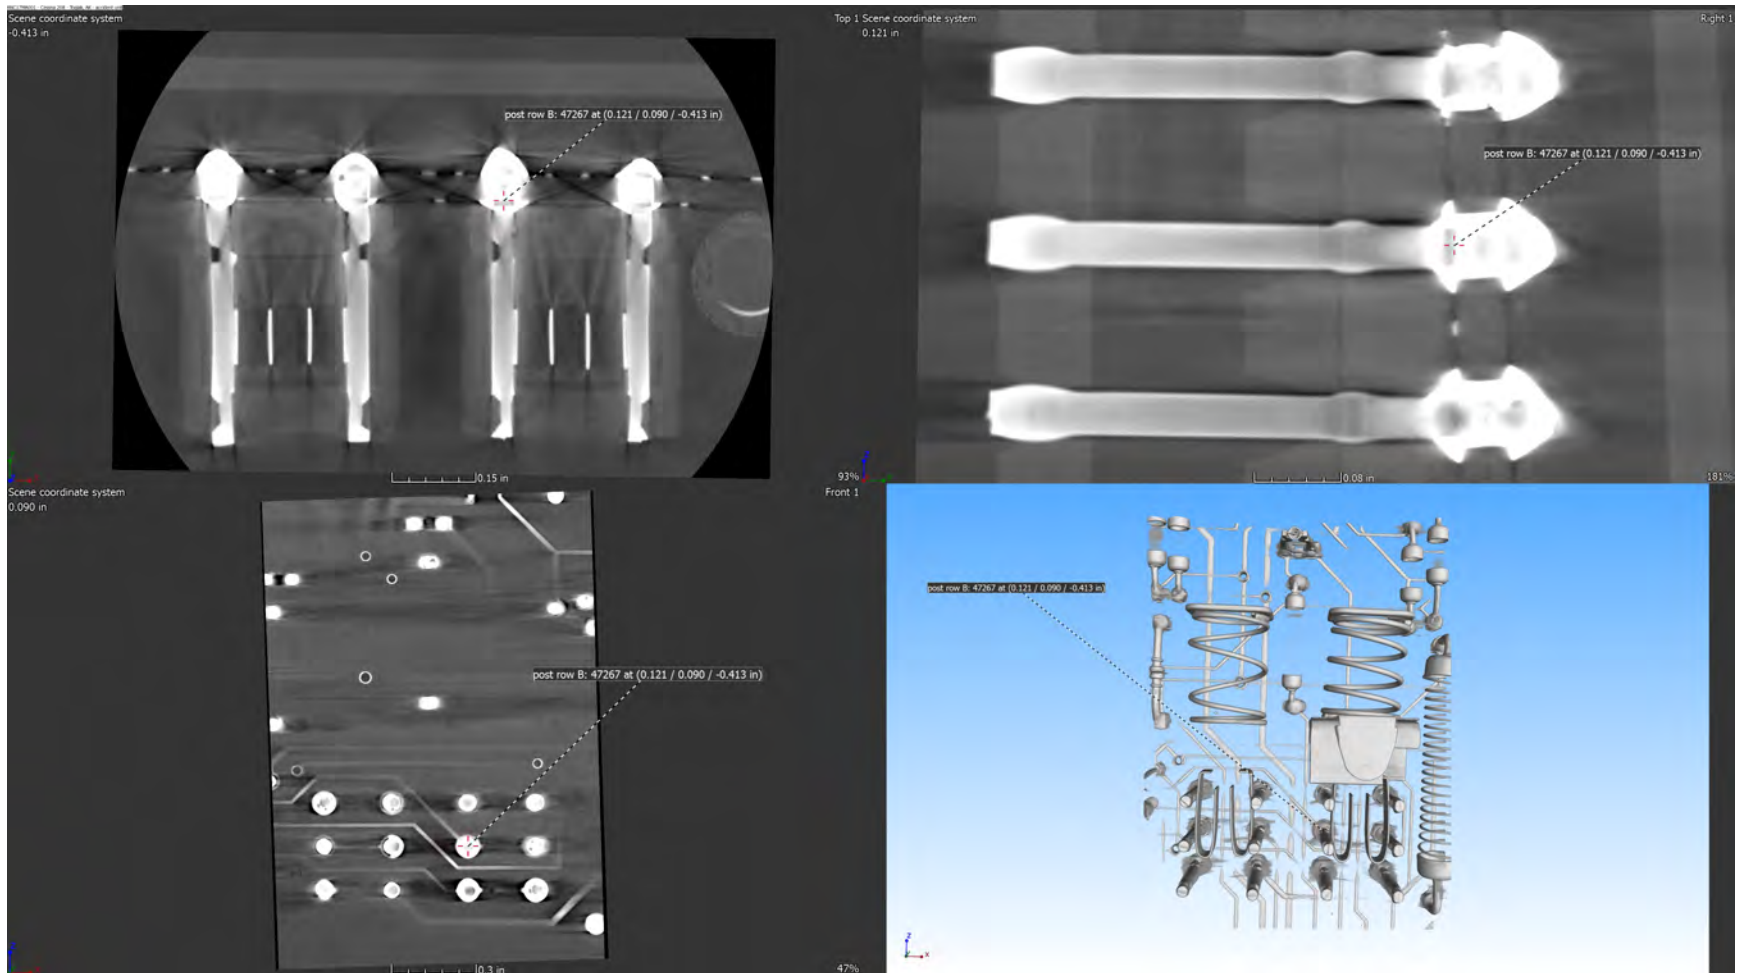 Scene coordinate system
-0.413 in
Top 1
post row B: 47267 at (0.121 / 0.090 / -0.413 in)
0.15 in
93%
Scene coordinate system
0.121 in
Right 1
post row B: 47267 at (0.121 / 0.090 / -0.413 in)
0.08 in
181%
Scene coordinate system
0.090 in
Front 1
post row B: 47267 at (0.121 / 0.090 / -0.413 in)
0.3 in
47%
post row B: 47267 at (0.121 / 0.090 / -0.413 in)
z
x